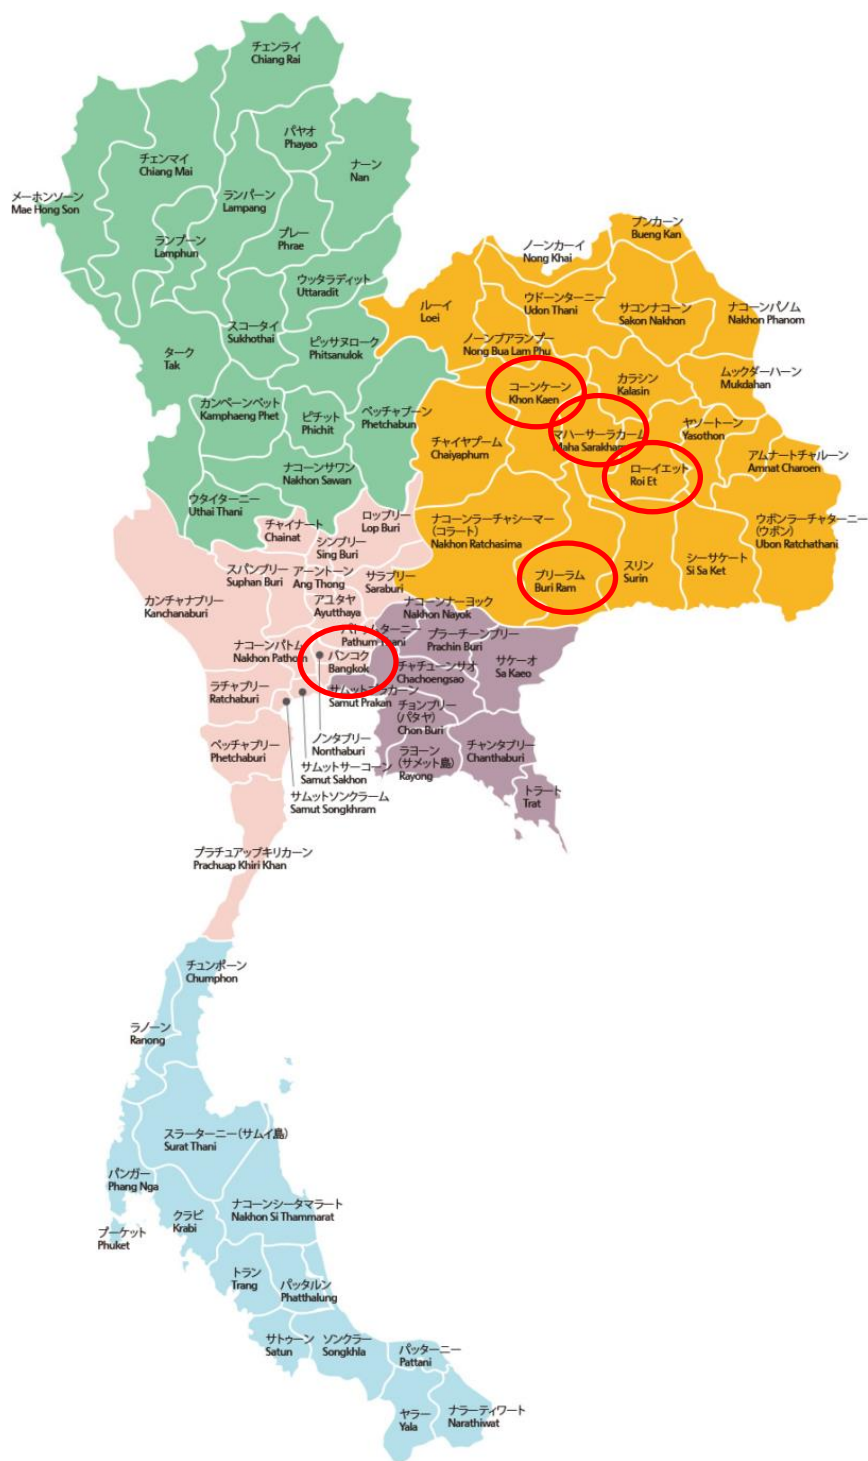 チェンライ
Chiang Rai
パヤオ
Phayao
ナーン
Nan
チェンマイ
Chiang Mai
メーホンソーン
Mae Hong Son
ランパーン
Lampang
ランプーン
Lamphun
プレー
Phrae
ウッタラディット
Uttaradit
スコータイ
Sukhothai
ターク
Tak
ピッサヌローク
Phitsanulok
カンペーンペット
Kamphaeng Phet
ピチット
Phichit
ペッチャブーン
Phetchabun
ナコーンサワン
Nakhon Sawan
ウタイターニー
Uthai Thani
ブンカーン
Bueng Kan
ノーンカーイ
Nong Khai
ルーイ
Loei
ウドーンターニー
Udon Thani
サコンナコーン
Sakon Nakhon
ナコーンパノム
Nakhon Phanom
ノーンブアランプー
Nong Bua Lam Phu
コーンケーン
Khon Kaen
カラシン
Kalasin
ムックダーハーン
Mukdahan
マハーサーラカーム
Maha Sarakham
ヤソートーン
Yasothon
チャイヤプーム
Chaiyaphum
ローイエット
Roi Et
アムナートチャルーン
Amnat Charoen
ナコーンラーチャシーマー
(コラート)
Nakhon Ratchasima
ブリーラム
Buri Ram
スリン
Surin
シーサケート
Si Sa Ket
ウボンラーチャターニー
(ウボン)
Ubon Ratchathani
ロッブリー
Lop Buri
チャイナート
Chainat
シンブリー
Sing Buri
スパンブリー
Suphan Buri
アーントーン
Ang Thong
サラブリー
Saraburi
アユタヤ
Ayutthaya
カンチャナブリー
Kanchanaburi
ナコーンナーヨック
Nakhon Nayok
パトゥムターニー
Pathum Thani
プラーチーンブリー
Prachin Buri
ナコーンパトム
Nakhon Pathom
バンコク
Bangkok
チャチューンサオ
Chachoengsao
サケーオ
Sa Kaeo
ラチャブリー
Ratchaburi
サムットプラカーン
Samut Prakan
チョンブリー
(パタヤ)
Chon Buri
ペッチャブリー
Phetchaburi
ノンタブリー
Nonthaburi
ラヨーン
(サメット島)
Rayong
チャンタブリー
Chanthaburi
サムットサーコーン
Samut Sakhon
サムットソンクラーム
Samut Songkhram
トラート
Trat
プラチュアップキリカーン
Prachuap Khiri Khan
チュンポーン
Chumphon
ラノーン
Ranong
スラーターニー(サムイ島)
Surat Thani
パンガー
Phang Nga
ナコーンシータマラート
Nakhon Si Thammarat
クラビ
Krabi
プーケット
Phuket
トラン
Trang
パッタルン
Phatthalung
サトゥーン
Satun
ソンクラー
Songkhla
パッターニー
Pattani
ヤラー
Yala
ナラーティワート
Narathiwat